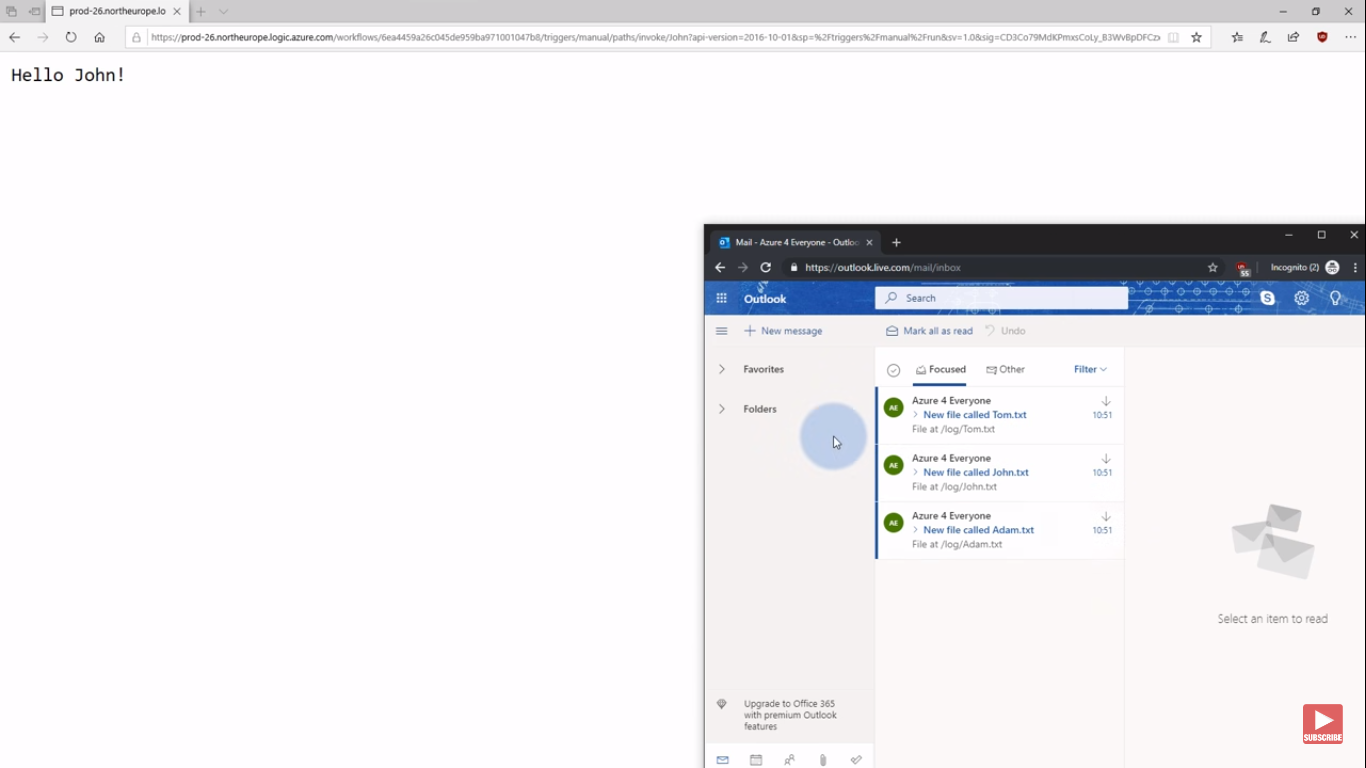 prod-26.northeurope.lo
https://prod-26.northeurope.logic.azure.com/workflows/6ea4459a26c045de959ba971001047b8/triggers/manual/paths/invoke/John?api-version=2016-10-01&sp=%2Ftriggers%2Fmanual%2Frun&sv=1.0&sig=CD3Co79MdKPmxsCoLy_B3WvBpDFCz
Hello John!
Mail - Azure 4 Everyone - Outloo
https://outlook.live.com/mail/inbox
55
Incognito (2)
Outlook
Search
New message
Mark all as read
Undo
Favorites
Focused
Other
Filter
Folders
AE
Azure 4 Everyone
New file called Tom.txt
10:51
File at /log/Tom.txt
AE
Azure 4 Everyone
New file called John.txt
10:51
File at /log/John.txt
AE
Azure 4 Everyone
New file called Adam.txt
10:51
File at /log/Adam.txt
Select an item to read
Upgrade to Office 365
with premium Outlook
features
SUBSCRIBE